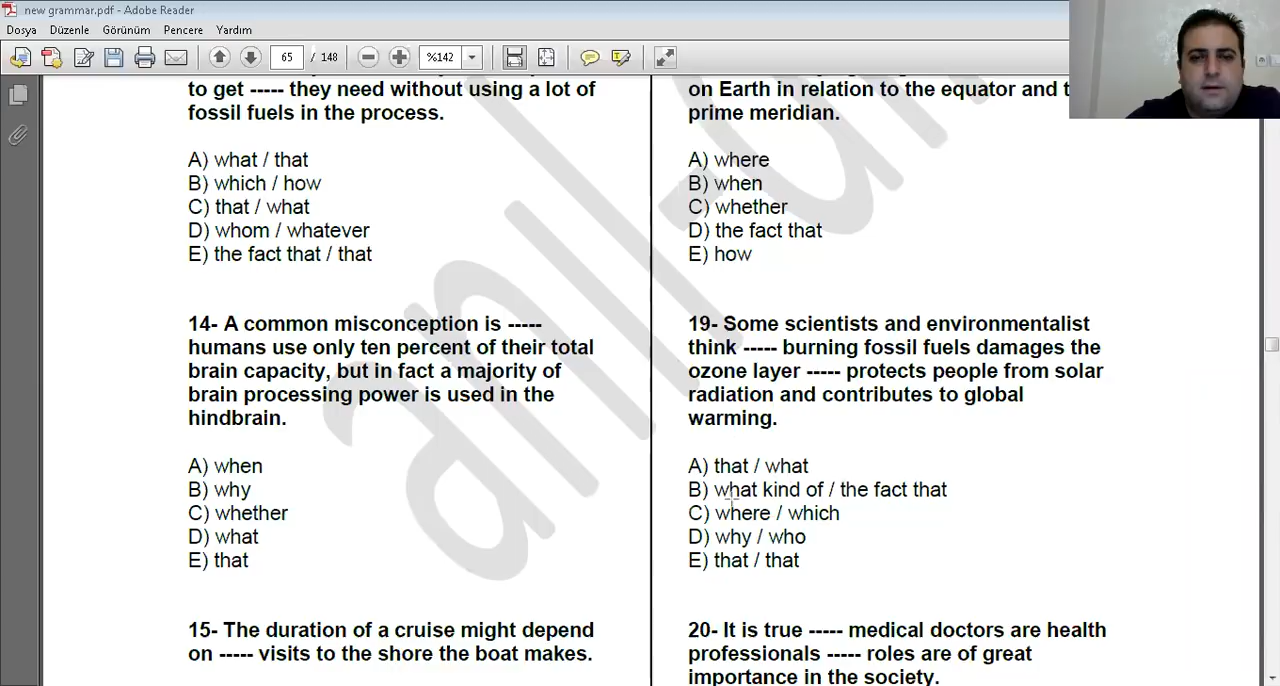 new grammar.pdf - Adobe Reader
Dosya Düzenle Görünüm Pencere Yardım
65 / 148 %142
to get ----- they need without using a lot of
fossil fuels in the process.
A) what / that
B) which / how
C) that / what
D) whom / whatever
E) the fact that / that
14- A common misconception is -----
humans use only ten percent of their total
brain capacity, but in fact a majority of
brain processing power is used in the
hindbrain.
A) when
B) why
C) whether
D) what
E) that
15- The duration of a cruise might depend
on ----- visits to the shore the boat makes.
on Earth in relation to the equator and
prime meridian.
A) where
B) when
C) whether
D) the fact that
E) how
19- Some scientists and environmentalist
think ----- burning fossil fuels damages the
ozone layer ----- protects people from solar
radiation and contributes to global
warming.
A) that / what
B) what kind of / the fact that
C) where / which
D) why / who
E) that / that
20- It is true ----- medical doctors are health
professionals ----- roles are of great
importance in the society.